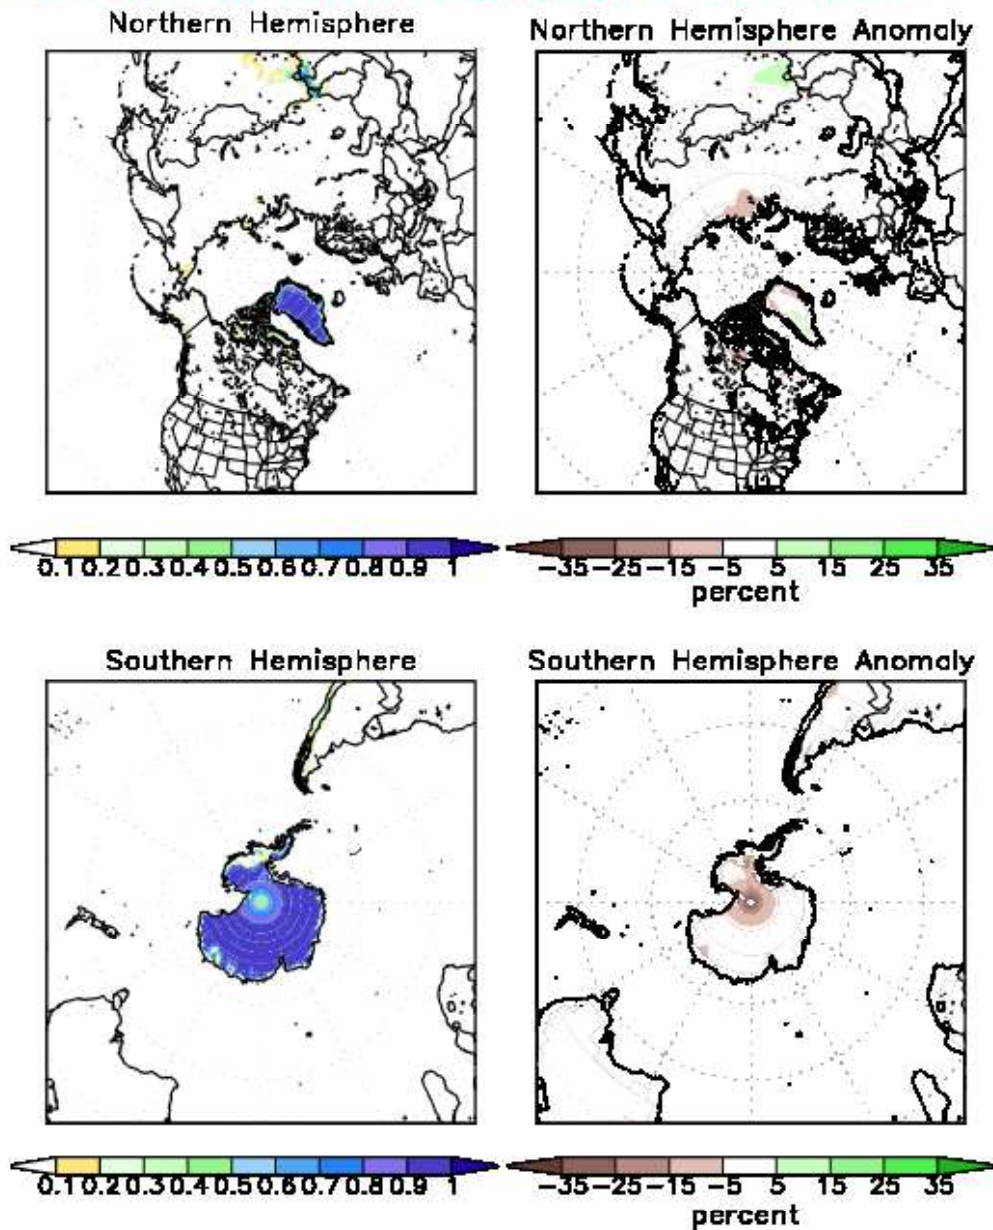 Northern Hemisphere
Northern Hemisphere Anomaly
0.1 0.2 0.3 0.4 0.5 0.6 0.7 0.8 0.9 1
-35 -25 -15 -5 5 15 25 35
percent
Southern Hemisphere
Southern Hemisphere Anomaly
0.1 0.2 0.3 0.4 0.5 0.6 0.7 0.8 0.9 1
-35 -25 -15 -5 5 15 25 35
percent